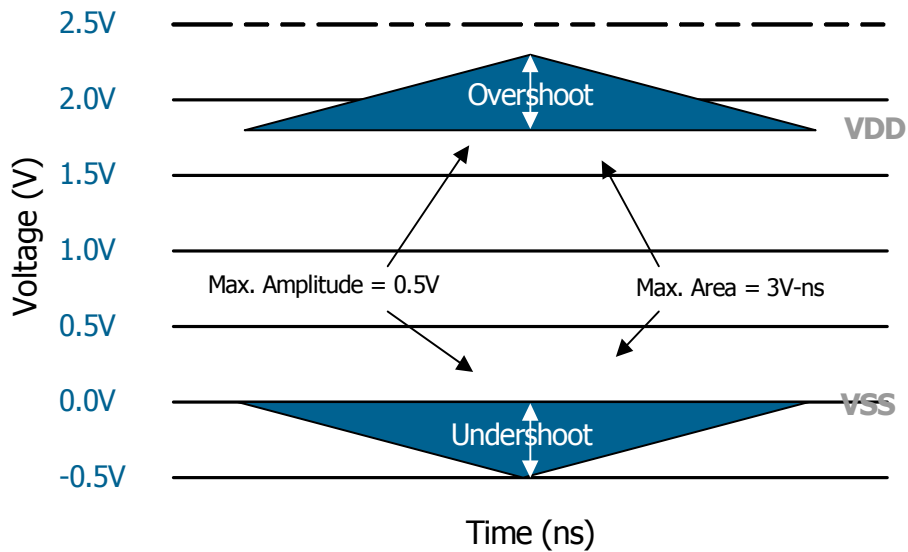 2.5V
2.0V
Overshoot
VDD
1.5V
Voltage (V)
1.0V
Max. Amplitude = 0.5V
Max. Area = 3V-ns
0.5V
0.0V
VSS
Undershoot
-0.5V
Time (ns)